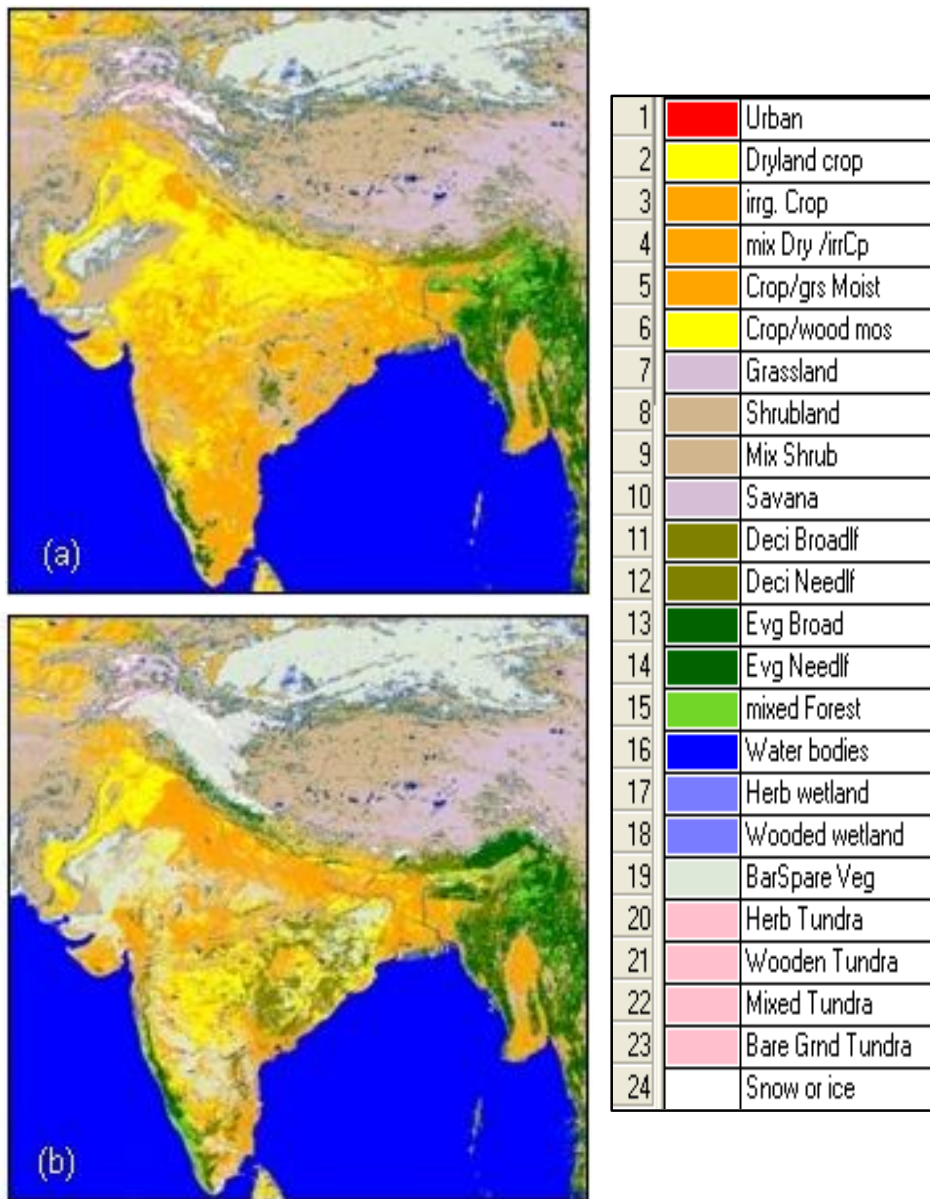 (a)
(b)
1 Urban
2 Dryland crop
3 irrg. Crop
4 mix Dry /irrCp
5 Crop/grs Moist
6 Crop/wood mos
7 Grassland
8 Shrubland
9 Mix Shrub
10 Savana
11 Deci Broadlf
12 Deci Needlf
13 Evg Broad
14 Evg Needlf
15 mixed Forest
16 Water bodies
17 Herb wetland
18 Wooded wetland
19 BarSpare Veg
20 Herb Tundra
21 Wooden Tundra
22 Mixed Tundra
23 Bare Grnd Tundra
24 Snow or ice